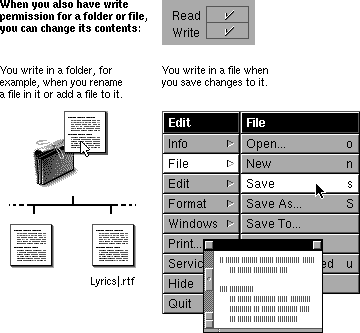 When you also have write
permission for a folder or file,
you can change its contents:
Read
Write
You write in a folder, for
example, when you rename
a file in it or add a file to it.
You write in a file when
you save changes to it.
Edit
Info
File
Edit
Format
Windows
Print...
Servic
Hide
Quit
File
Open... o
New n
Save s
Save As... S
Save To...
ed u
Lyrics|.rtf